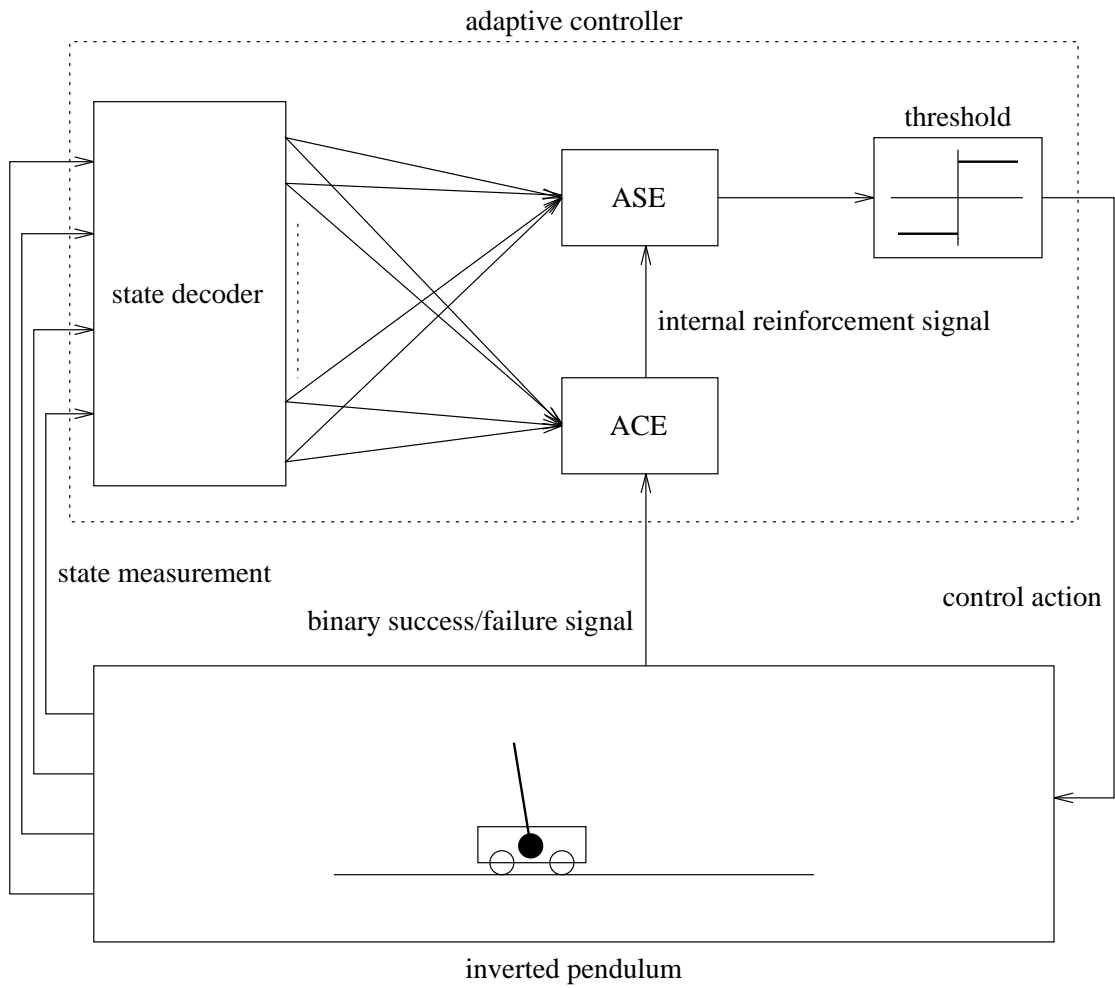 adaptive controller
threshold
ASE
state decoder
internal reinforcement signal
ACE
state measurement
control action
binary success/failure signal
inverted pendulum